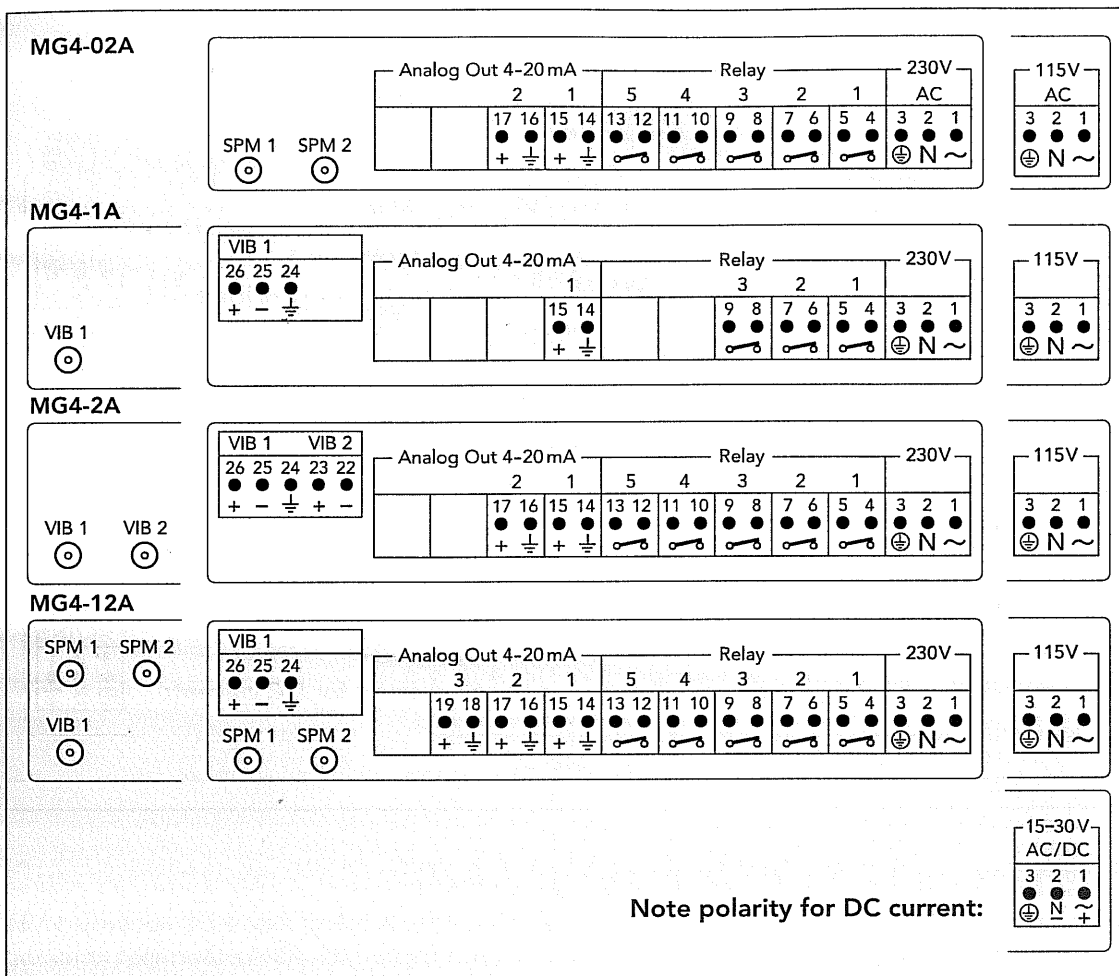 MG4-02A
Analog Out 4-20 mA Relay 230V 115V
2 1 5 4 3 2 1 AC AC
17 16 15 14 13 12 11 10 9 8 7 6 5 4 3 2 1 3 2 1
SPM 1 SPM 2
+ + N ~ N ~
MG4-1A
VIB 1
Analog Out 4-20 mA Relay 230V 115V
26 25 24
1 3 2 1
+ −
15 14 9 8 7 6 5 4 3 2 1 3 2 1
VIB 1
+ N ~ N ~
MG4-2A
VIB 1 VIB 2
Analog Out 4-20 mA Relay 230V 115V
26 25 24 23 22
2 1 5 4 3 2 1
+ − + −
17 16 15 14 13 12 11 10 9 8 7 6 5 4 3 2 1 3 2 1
VIB 1 VIB 2
+ + N ~ N ~
MG4-12A
SPM 1 SPM 2 VIB 1
Analog Out 4-20 mA Relay 230V 115V
26 25 24
3 2 1 5 4 3 2 1
+ −
19 18 17 16 15 14 13 12 11 10 9 8 7 6 5 4 3 2 1 3 2 1
VIB 1 SPM 1 SPM 2
+ + + N ~ N ~
15-30 V
AC/DC
3 2 1
Note polarity for DC current:
N ~
− +